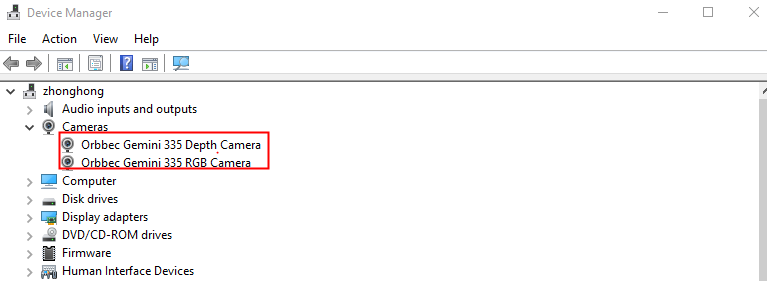 Device Manager
File Action View Help
zhonghong
Audio inputs and outputs
Cameras
Orbbec Gemini 335 Depth Camera
Orbbec Gemini 335 RGB Camera
Computer
Disk drives
Display adapters
DVD/CD-ROM drives
Firmware
Human Interface Devices